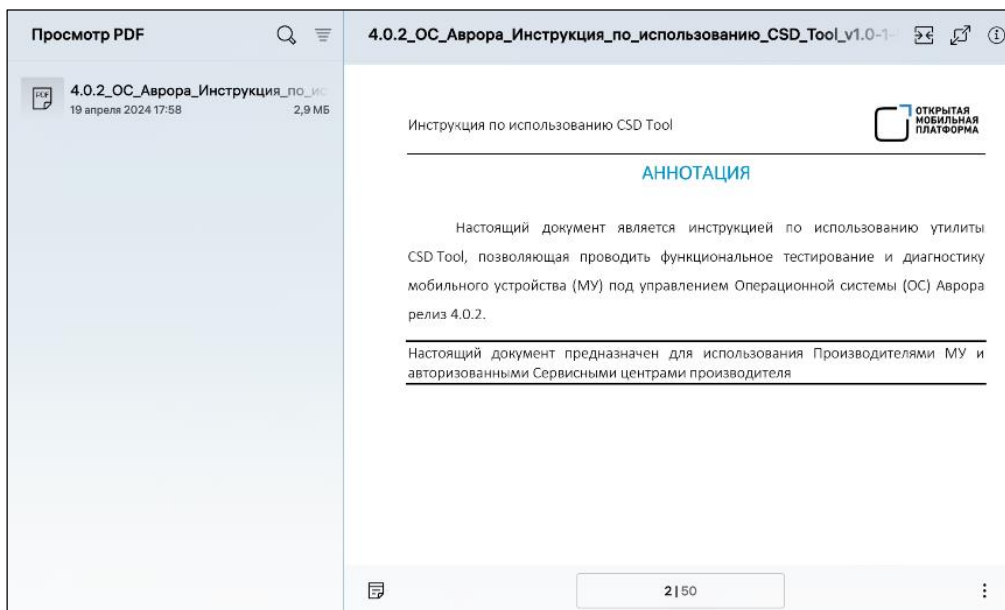 Просмотр PDF
4.0.2_ОС_Аврора_Инструкция_по_ис
19 апреля 2024 17:58
2,9 МБ
4.0.2_ОС_Аврора_Инструкция_по_использованию_CSD_Tool_v1.0-1-
Инструкция по использованию CSD Tool
ОТКРЫТАЯ
МОБИЛЬНАЯ
ПЛАТФОРМА
АННОТАЦИЯ
Настоящий документ является инструкцией по использованию утилиты
CSD Tool, позволяющая проводить функциональное тестирование и диагностику
мобильного устройства (МУ) под управлением Операционной системы (ОС) Аврора
релиз 4.0.2.
Настоящий документ предназначен для использования Производителями МУ и
авторизованными Сервисными центрами производителя
2|50